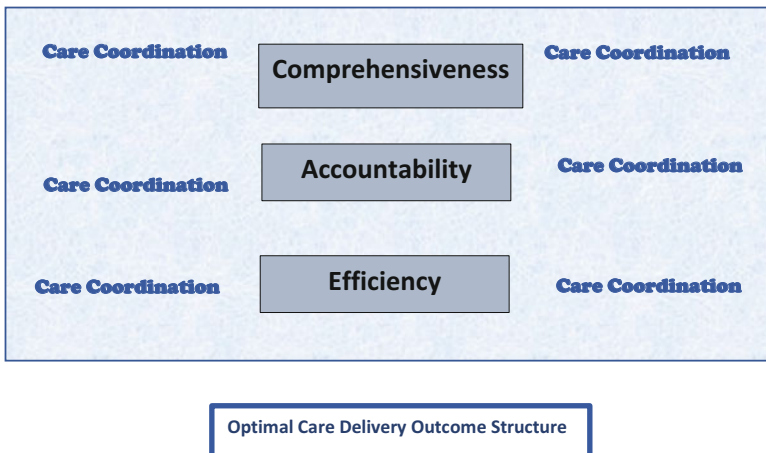 Care Coordination
Comprehensiveness
Care Coordination
Care Coordination
Accountability
Care Coordination
Care Coordination
Efficiency
Care Coordination
Optimal Care Delivery Outcome Structure